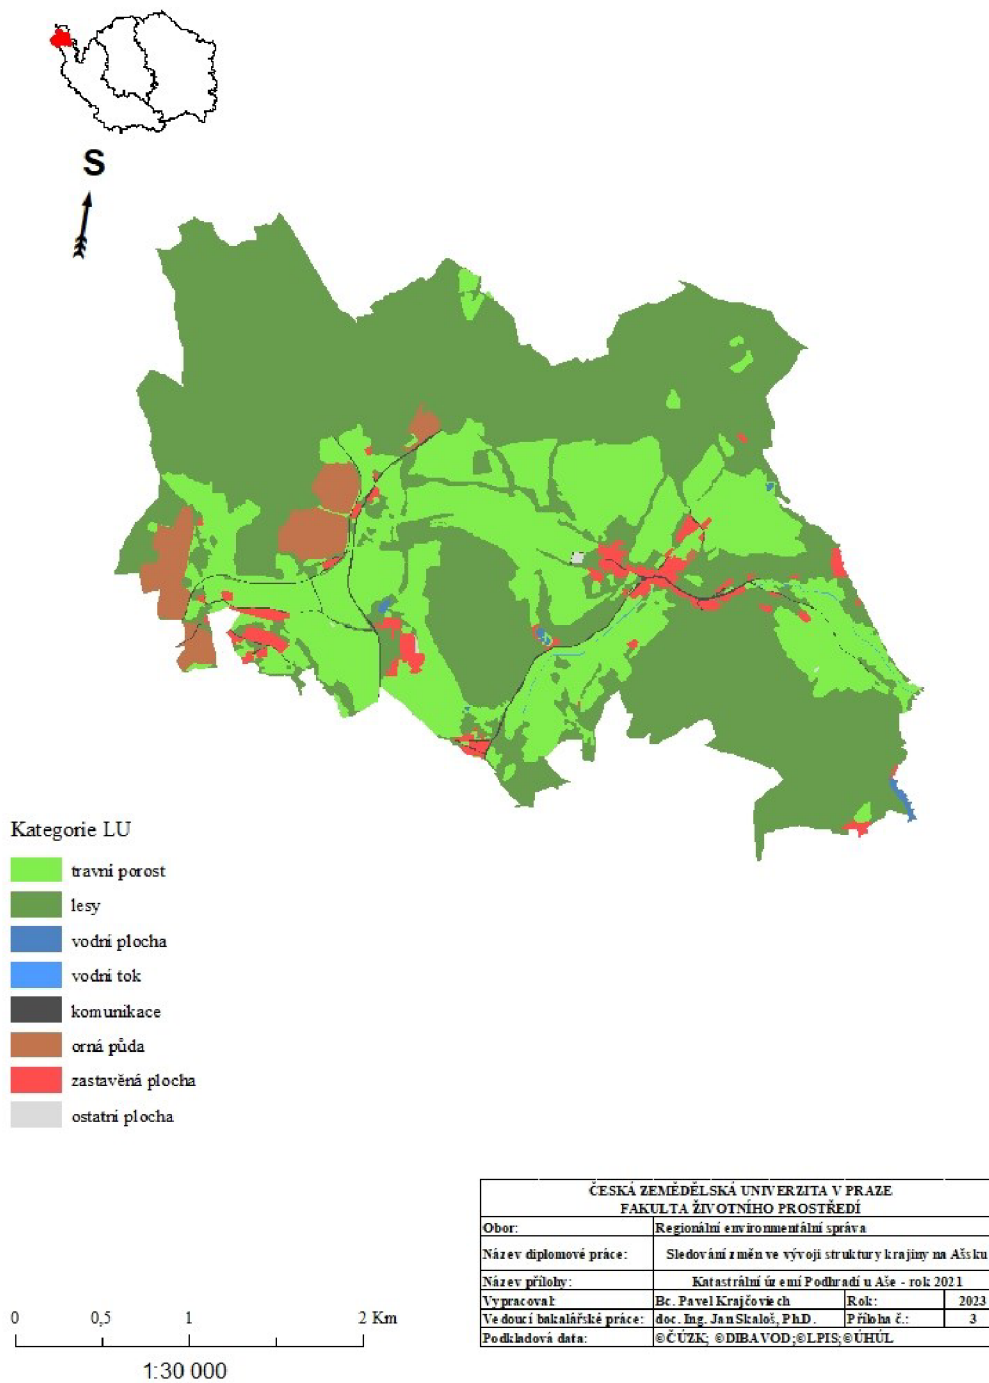 S
Kategorie LU
travní porost
lesy
vodní plocha
vodní tok
komunikace
orná půda
zastavěná plocha
ostatní plocha
ČESKÁ ZEMĚDĚLSKÁ UNIVERZITA V PRAZE
FAKULTA ŽIVOTNÍHO PROSTŘEDÍ
Obor: Regionální environmentální správa
Název diplomové práce: Sledování změn ve vývoji struktury krajiny na Ašsku
Název přílohy: Katastrální území Podhradí u Aše - rok 2021
Vypracoval: Bc. Pavel Krajčoviech Rok: 2023
Vedoucí bakalářské práce: doc. Ing. Jan Skaloš, Ph.D. Příloha č.: 3
Podkladová data: ©ČÚZK; ©DIBAVOD;©LPIS;©ÚHÚL
0 0,5 1 2 Km
1:30 000